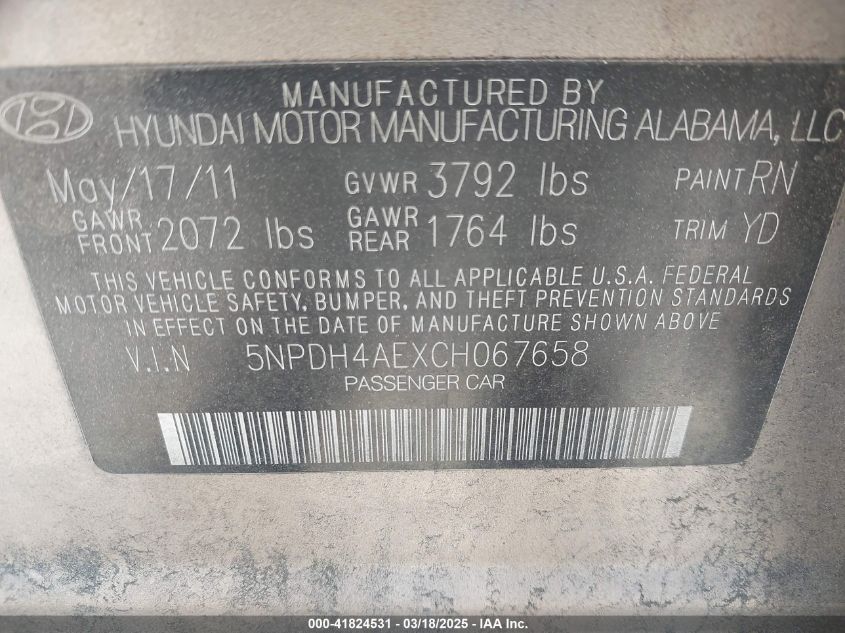 MANUFACTURED BY
HYUNDAI MOTOR MANUFACTURING ALABAMA, LLC
May/17/11 GVWR 3792 lbs PAINT RN
GAWR FRONT 2072 lbs GAWR REAR 1764 lbs TRIM YD
THIS VEHICLE CONFORMS TO ALL APPLICABLE U.S.A. FEDERAL
MOTOR VEHICLE SAFETY, BUMPER, AND THEFT PREVENTION STANDARDS
IN EFFECT ON THE DATE OF MANUFACTURE SHOWN ABOVE
V.I.N 5NPDH4AEXCH067658
PASSENGER CAR
000-41824531 - 03/18/2025 - IAA Inc.